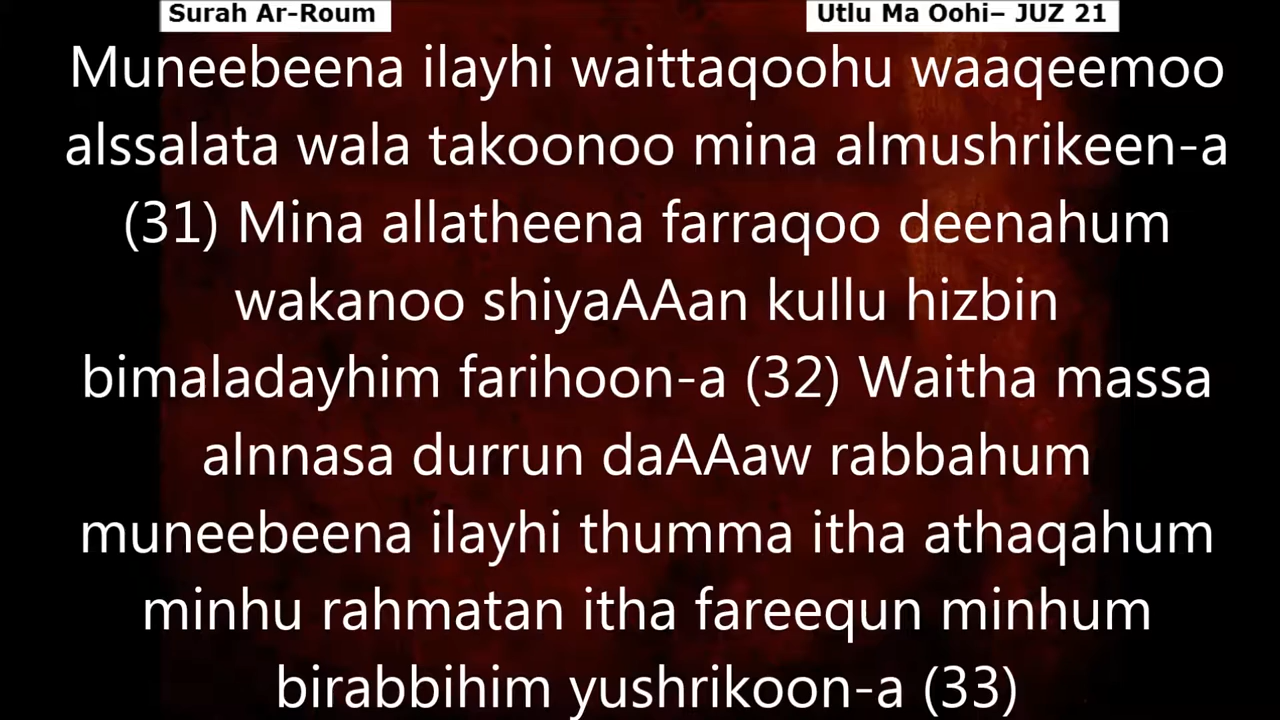 Surah Ar-Roum
Utlu Ma Oohi– JUZ 21
Muneebeena ilayhi waittaqoohu waaqeemoo
alssalata wala takoonoo mina almushrikeen-a
(31) Mina allatheena farraqoo deenahum
wakanoo shiyaAAan kullu hizbin
bimaladayhim farihoon-a (32) Waitha massa
alnnasa durrun daAAaw rabbahum
muneebeena ilayhi thumma itha athaqahum
minhu rahmatan itha fareequn minhum
birabbihim yushrikoon-a (33)